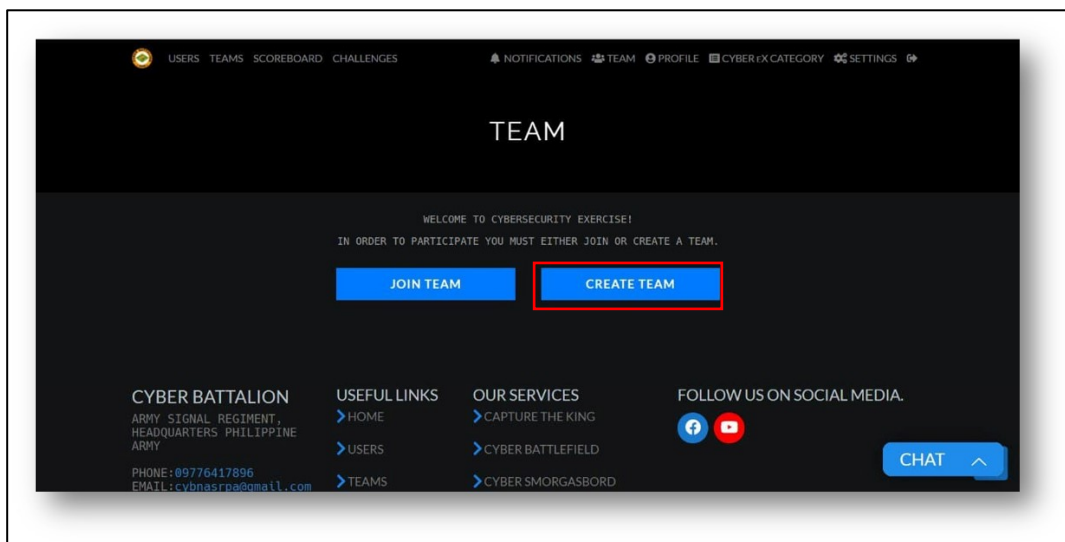 USERS TEAMS SCOREBOARD CHALLENGES NOTIFICATIONS TEAM PROFILE CYBER EX CATEGORY SETTINGS
TEAM
WELCOME TO CYBERSECURITY EXERCISE!
IN ORDER TO PARTICIPATE YOU MUST EITHER JOIN OR CREATE A TEAM.
JOIN TEAM CREATE TEAM
CYBER BATTALION
ARMY SIGNAL REGIMENT,
HEADQUARTERS PHILIPPINE
ARMY
PHONE:09776417896
EMAIL:cybnasrpa@gmail.com
USEFUL LINKS
HOME
USERS
TEAMS
OUR SERVICES
CAPTURE THE KING
CYBER BATTLEFIELD
CYBER SMORGASBORD
FOLLOW US ON SOCIAL MEDIA.
CHAT